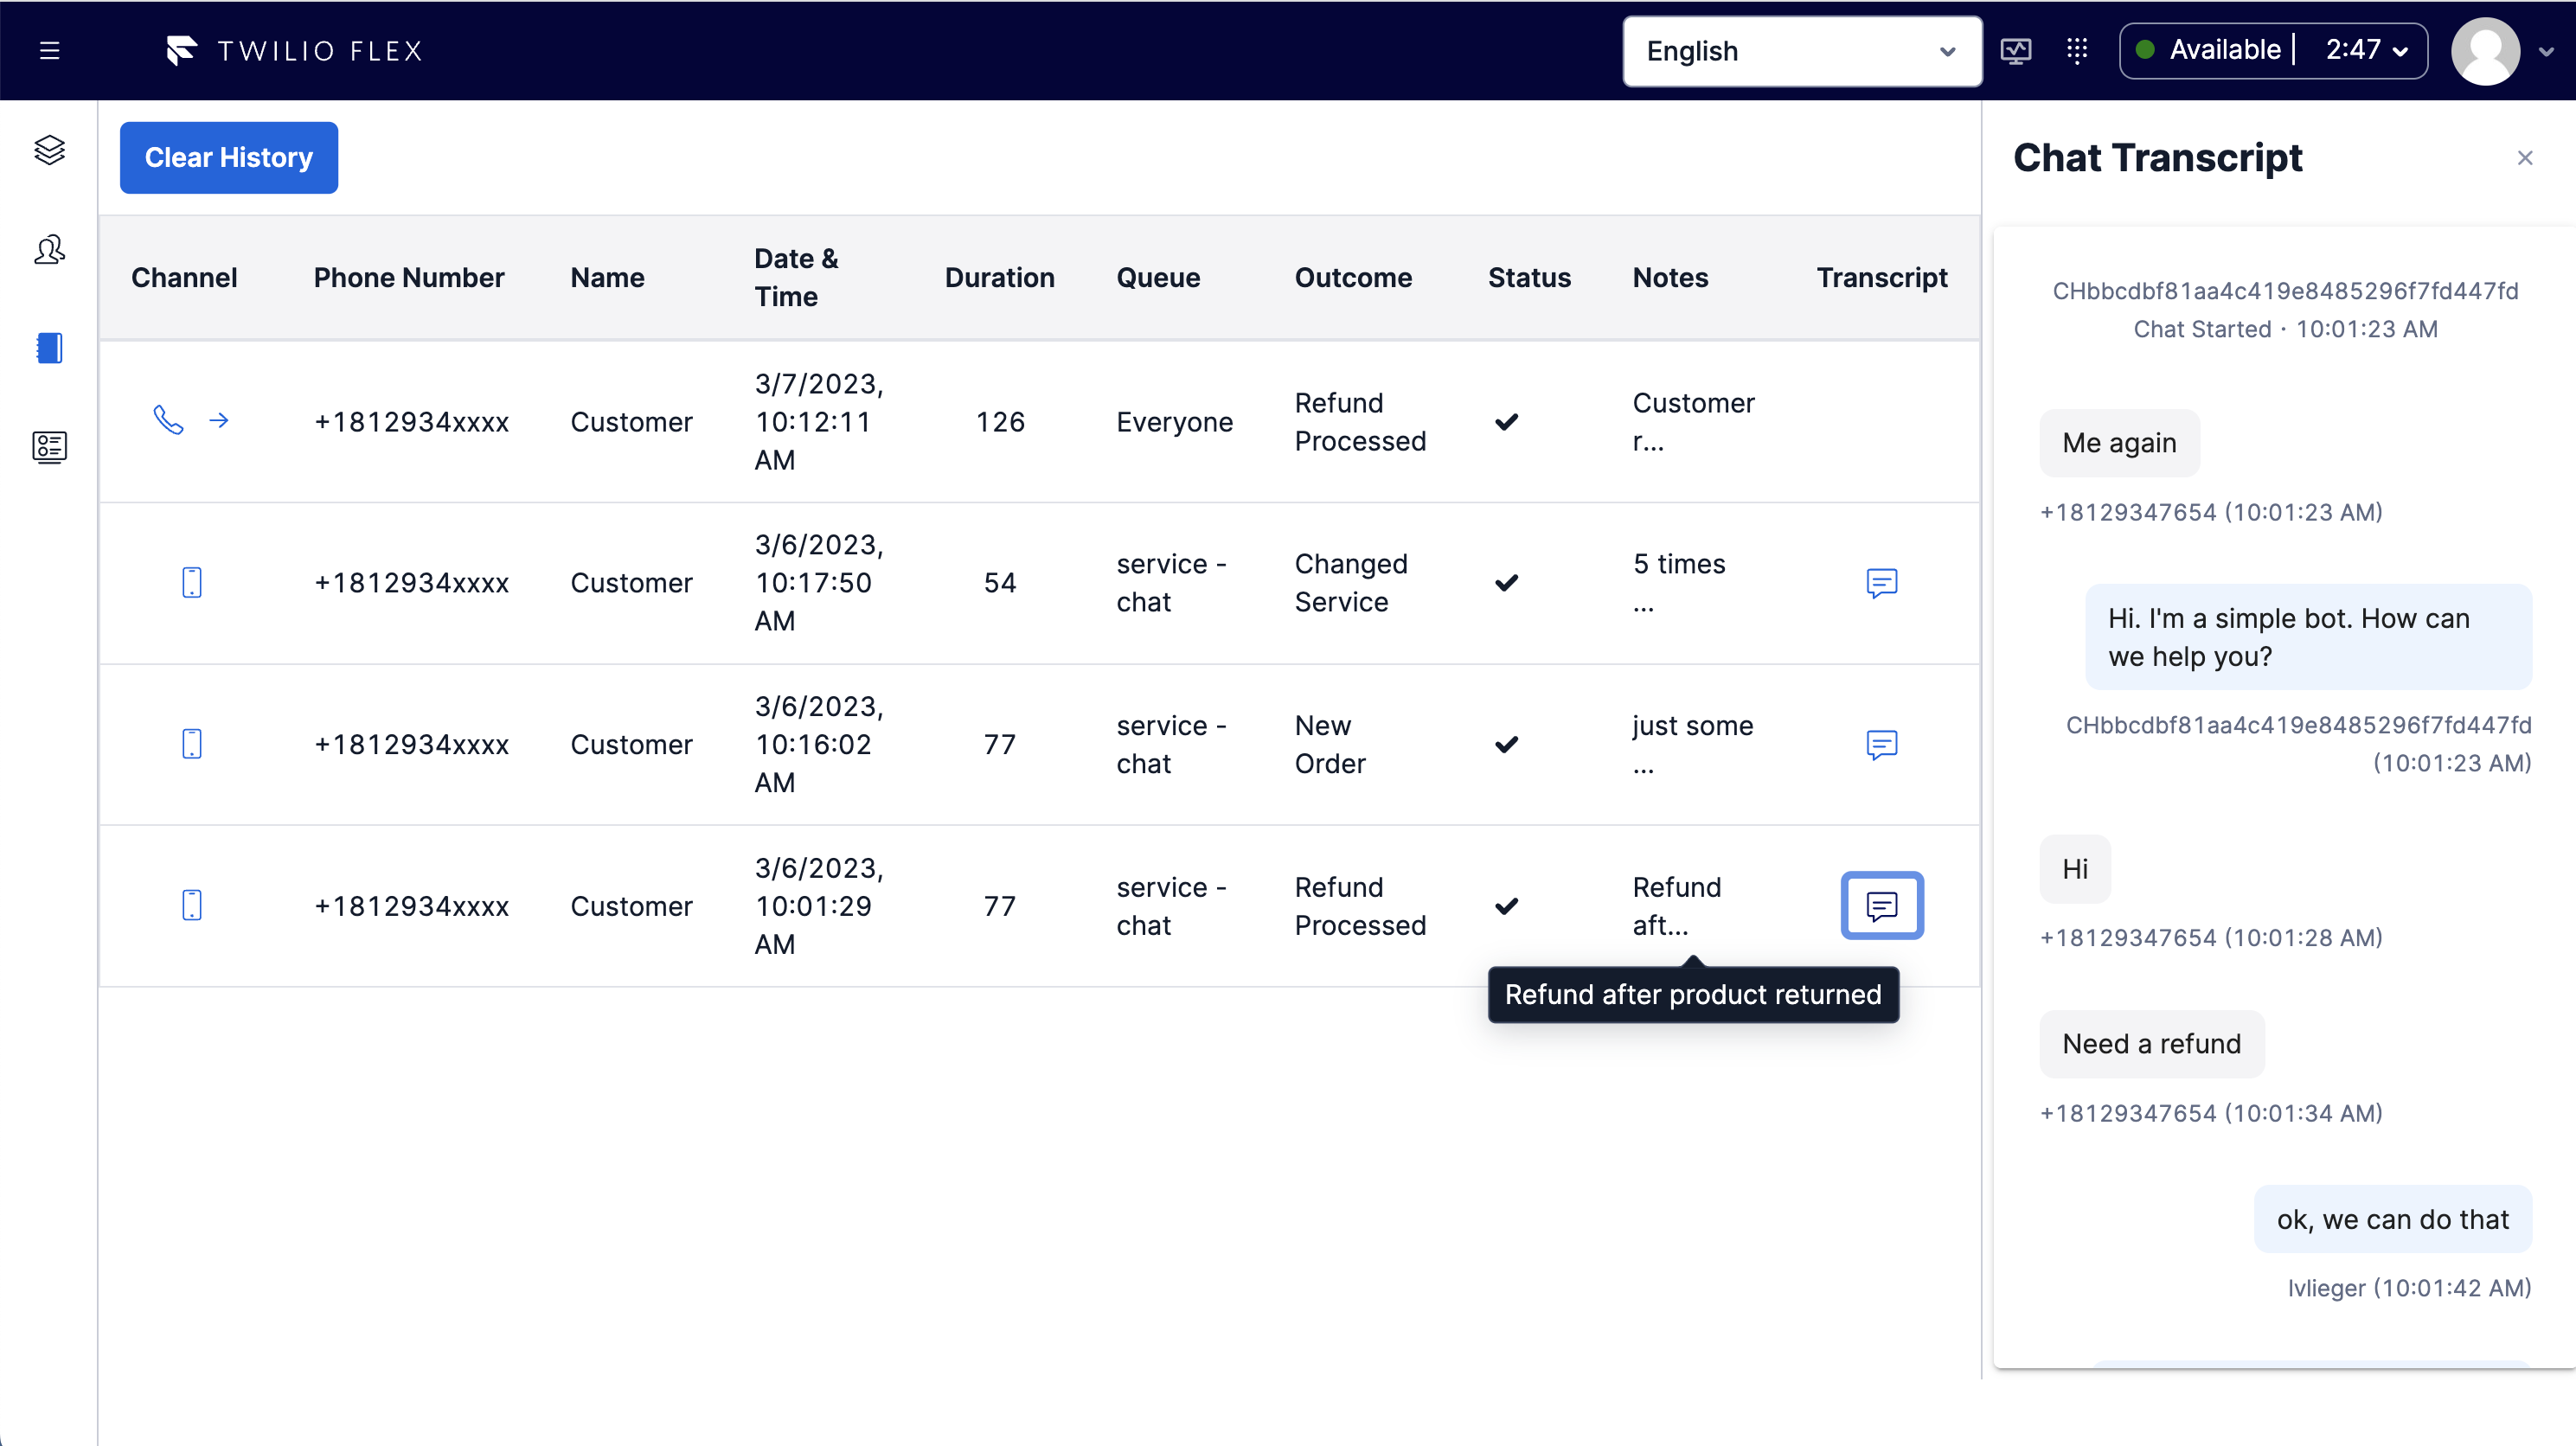 TWILIO FLEX
English
Available | 2:47
Clear History
Channel
Phone Number
Name
Date &
Time
Duration
Queue
Outcome
Status
Notes
Transcript
+1812934xxxx
Customer
3/7/2023,
10:12:11
AM
126
Everyone
Refund
Processed
Customer
r...
+1812934xxxx
Customer
3/6/2023,
10:17:50
AM
54
service -
chat
Changed
Service
5 times
...
+1812934xxxx
Customer
3/6/2023,
10:16:02
AM
77
service -
chat
New
Order
just some
...
+1812934xxxx
Customer
3/6/2023,
10:01:29
AM
77
service -
chat
Refund
Processed
Refund
aft...
Refund after product returned
Chat Transcript
CHbbcdbf81aa4c419e8485296f7fd447fd
Chat Started · 10:01:23 AM
Me again
+18129347654 (10:01:23 AM)
Hi. I'm a simple bot. How can
we help you?
CHbbcdbf81aa4c419e8485296f7fd447fd
(10:01:23 AM)
Hi
+18129347654 (10:01:28 AM)
Need a refund
+18129347654 (10:01:34 AM)
ok, we can do that
lvlieger (10:01:42 AM)